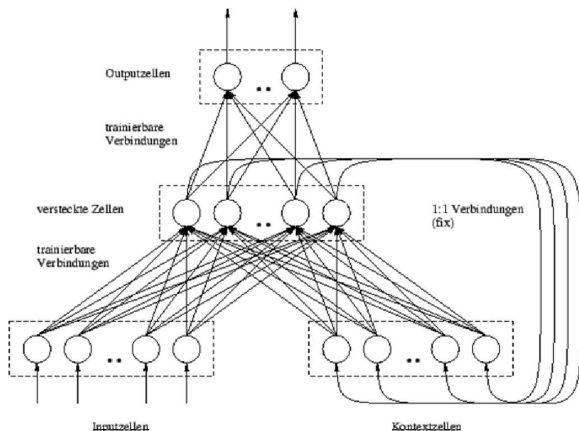 Outputzellen
trainierbare
Verbindungen
versteckte Zellen
1:1 Verbindungen
(fix)
trainierbare
Verbindungen
Inputzellen
Kontextzellen